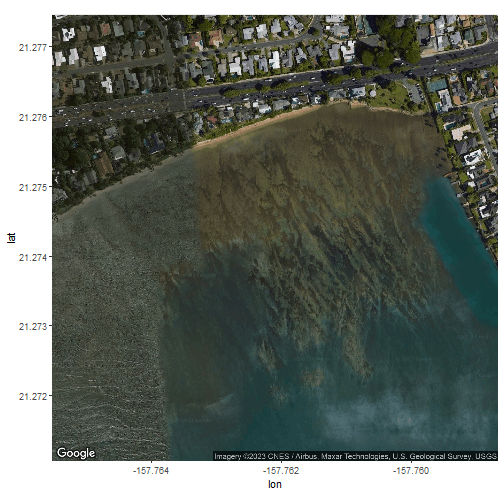 21.277
21.276
21.275
21.274
21.273
21.272
lat
Google
Imagery ©2023 CNES / Airbus, Maxar Technologies, U.S. Geological Survey, USGS
-157.764
-157.762
-157.760
lon